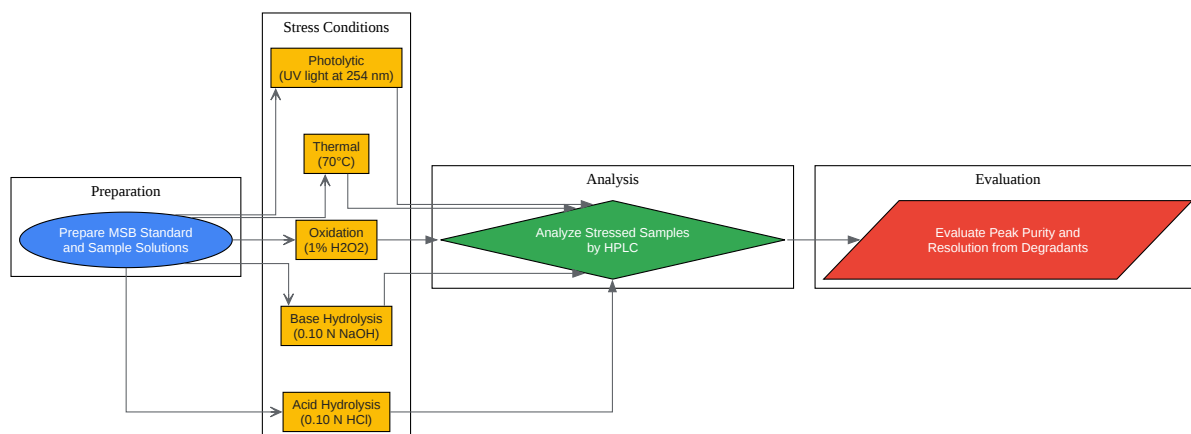 Stress Conditions
Photolytic
(UV light at 254 nm)
Thermal
(70°C)
Preparation
Prepare MSB Standard
and Sample Solutions
Oxidation
(1% H2O2)
Base Hydrolysis
(0.10 N NaOH)
Acid Hydrolysis
(0.10 N HCl)
Analysis
Analyze Stressed Samples
by HPLC
Evaluation
Evaluate Peak Purity and
Resolution from Degradants